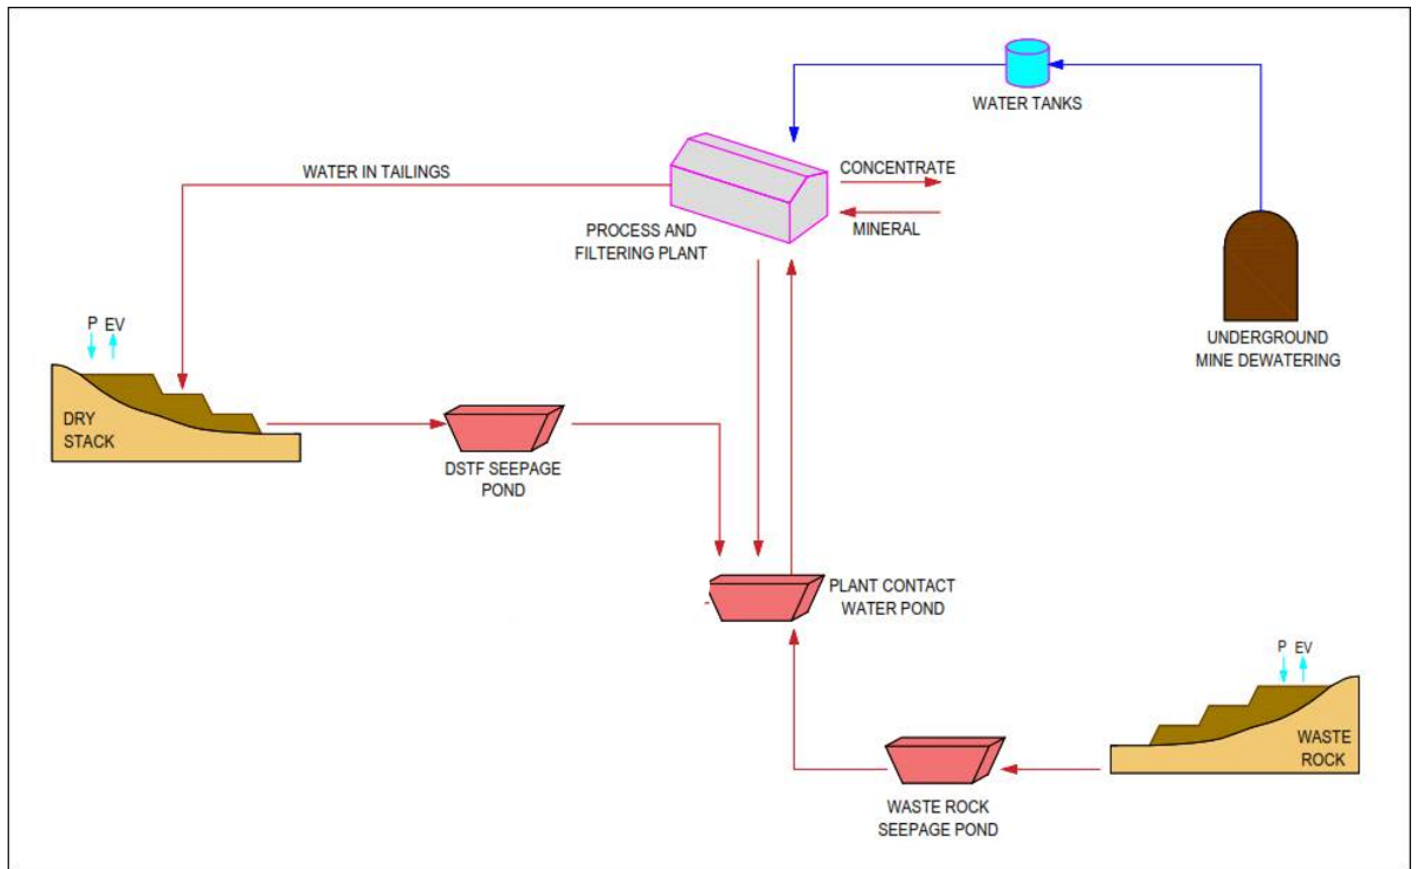 WATER TANKS
CONCENTRATE
WATER IN TAILINGS
MINERAL
PROCESS AND
FILTERING PLANT
P EV
UNDERGROUND
MINE DEWATERING
DRY
STACK
DSTF SEEPAGE
POND
PLANT CONTACT
WATER POND
P EV
WASTE
ROCK
WASTE ROCK
SEEPAGE POND